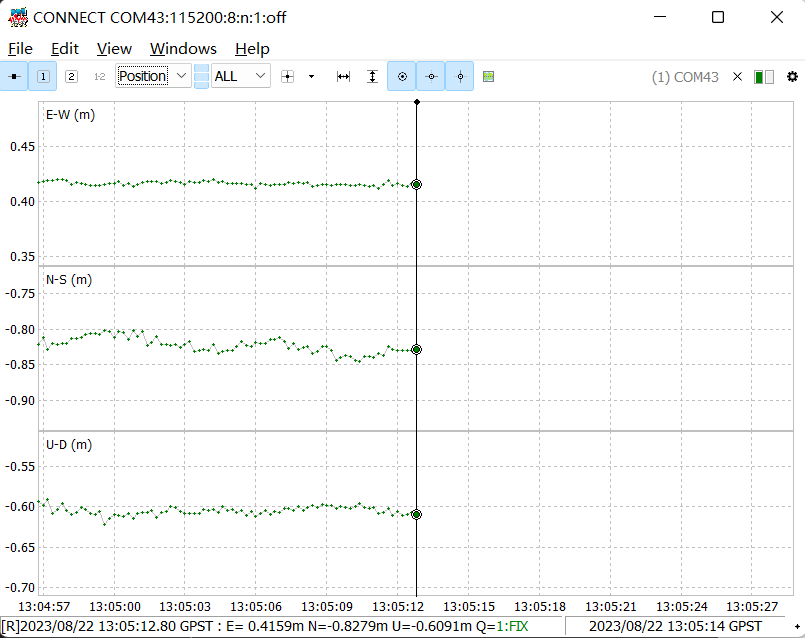 CONNECT COM43:115200:8:n:1:off
File Edit View Windows Help
1 2 1-2 Position ALL (1) COM43
E-W (m)
0.45
0.40
0.35
N-S (m)
-0.75
-0.80
-0.85
-0.90
U-D (m)
-0.55
-0.60
-0.65
-0.70
13:04:57 13:05:00 13:05:03 13:05:06 13:05:09 13:05:12 13:05:15 13:05:18 13:05:21 13:05:24 13:05:27
[R]2023/08/22 13:05:12.80 GPST : E= 0.4159m N=-0.8279m U=-0.6091m Q=1:FIX 2023/08/22 13:05:14 GPST